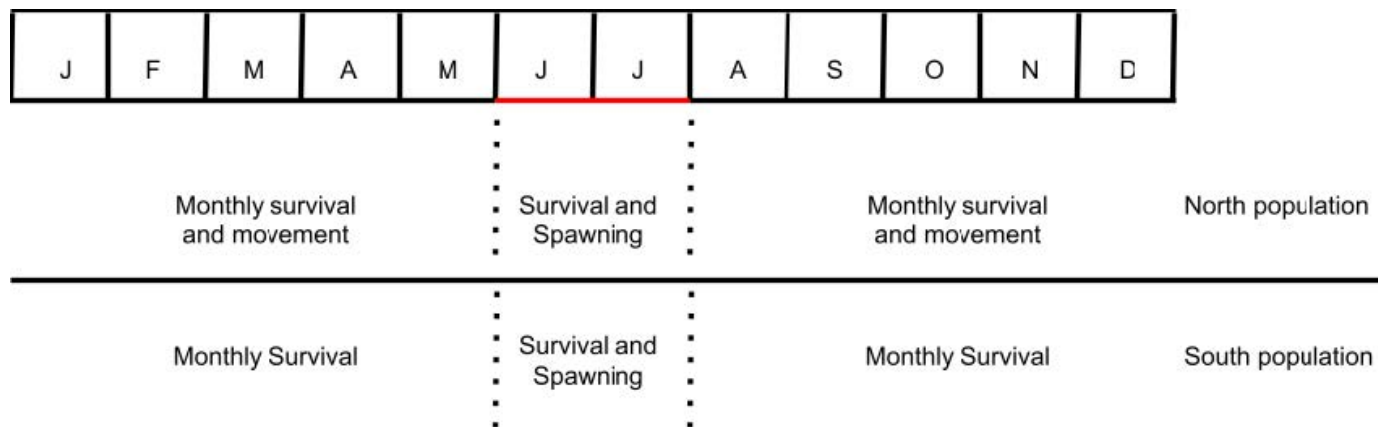 J F M A M J J A S O N D
Monthly survival
and movement
Survival and
Spawning
Monthly survival
and movement
North population
Monthly Survival
Survival and
Spawning
Monthly Survival
South population